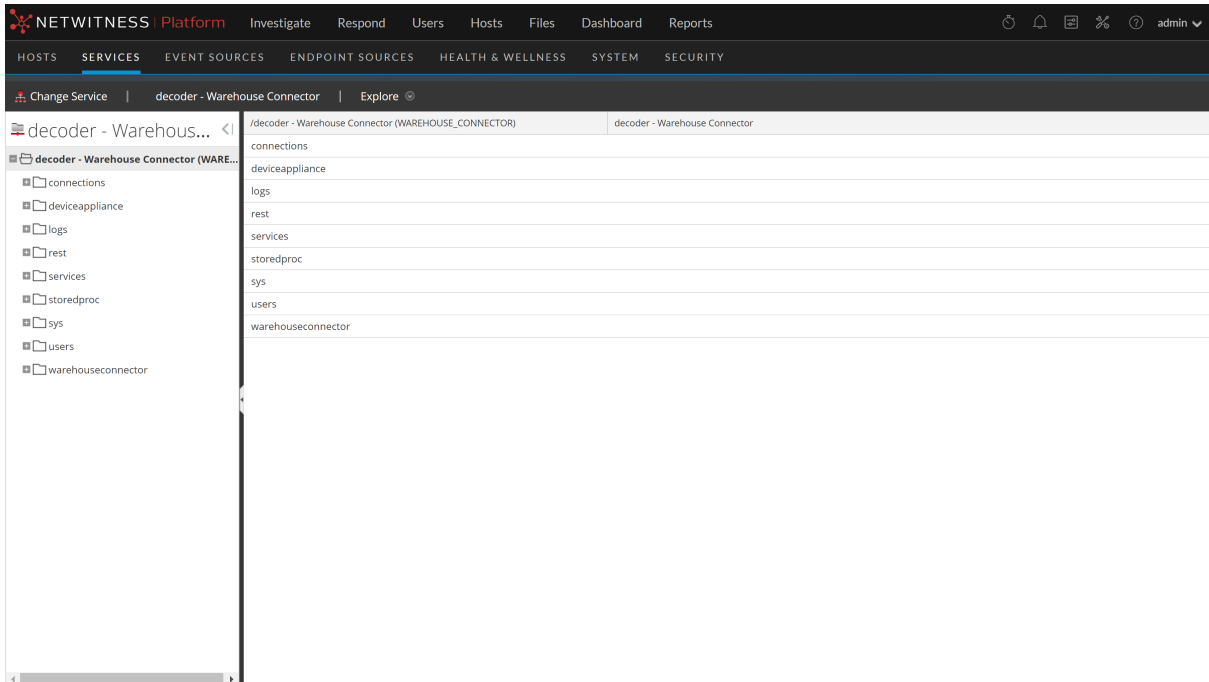 NETWITNESS | Platform Investigate Respond Users Hosts Files Dashboard Reports admin
HOSTS SERVICES EVENT SOURCES ENDPOINT SOURCES HEALTH & WELLNESS SYSTEM SECURITY
Change Service | decoder - Warehouse Connector | Explore
decoder - Warehous...
decoder - Warehouse Connector (WARE...
connections
deviceappliance
logs
rest
services
storedproc
sys
users
warehouseconnector
/decoder - Warehouse Connector (WAREHOUSE_CONNECTOR) decoder - Warehouse Connector
connections
deviceappliance
logs
rest
services
storedproc
sys
users
warehouseconnector